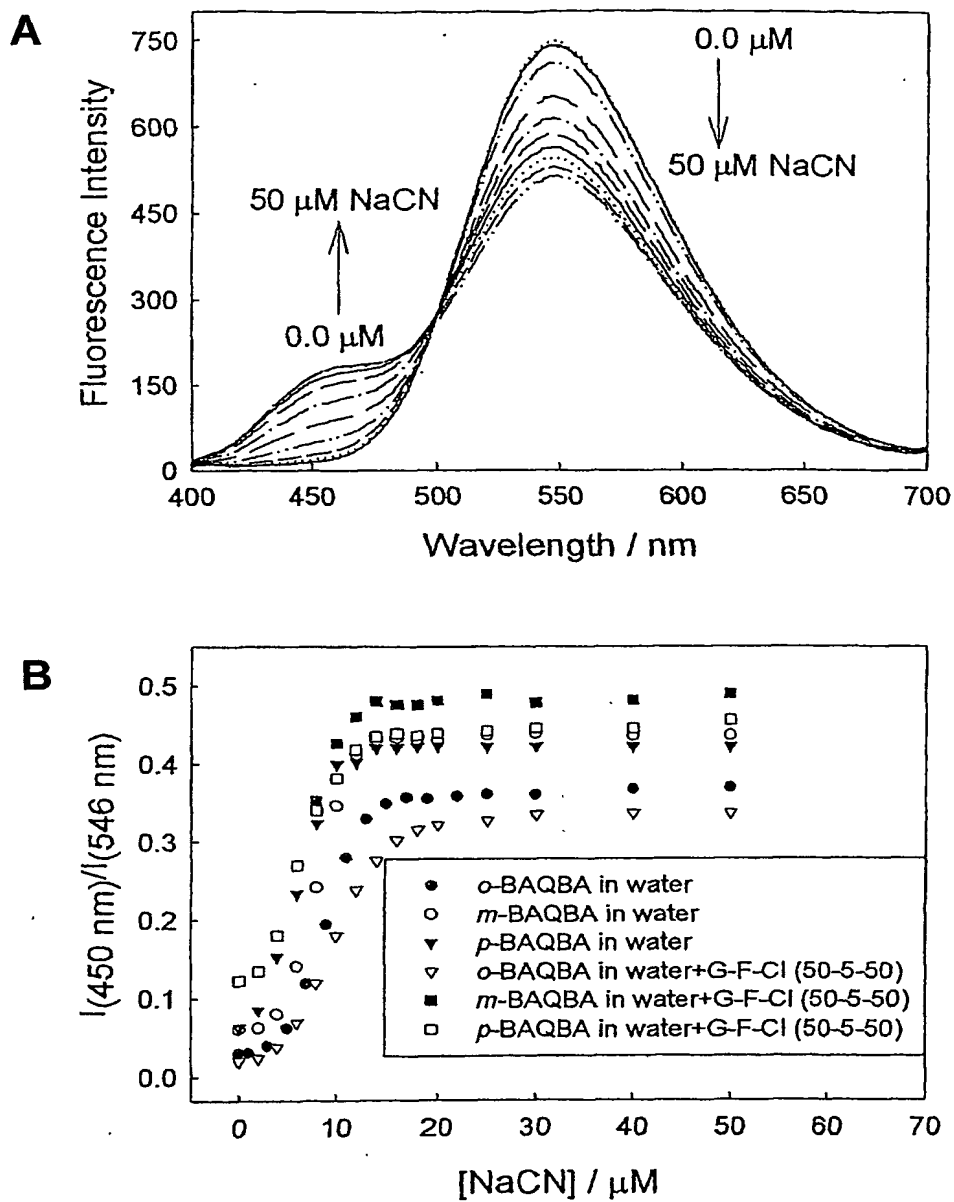 A
Fluorescence Intensity
750
600
450
300
150
0
50 µM NaCN
0.0 µM
0.0 µM
50 µM NaCN
400 450 500 550 600 650 700
Wavelength / nm
B
I(450 nm)/I(546 nm)
0.5
0.4
0.3
0.2
0.1
0.0
o-BAQBA in water
m-BAQBA in water
p-BAQBA in water
o-BAQBA in water+G-F-Cl (50-5-50)
m-BAQBA in water+G-F-Cl (50-5-50)
p-BAQBA in water+G-F-Cl (50-5-50)
0 10 20 30 40 50 60 70
[NaCN] / µM